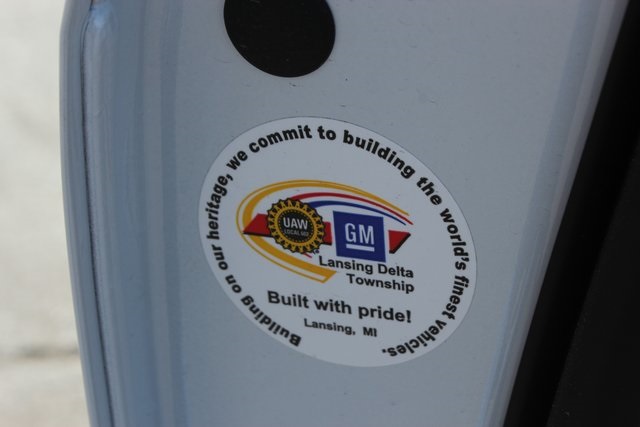 Building on our heritage, we commit to building the world's finest vehicles.
UAW
GM
Lansing Delta
Township
Built with pride!
Lansing, MI